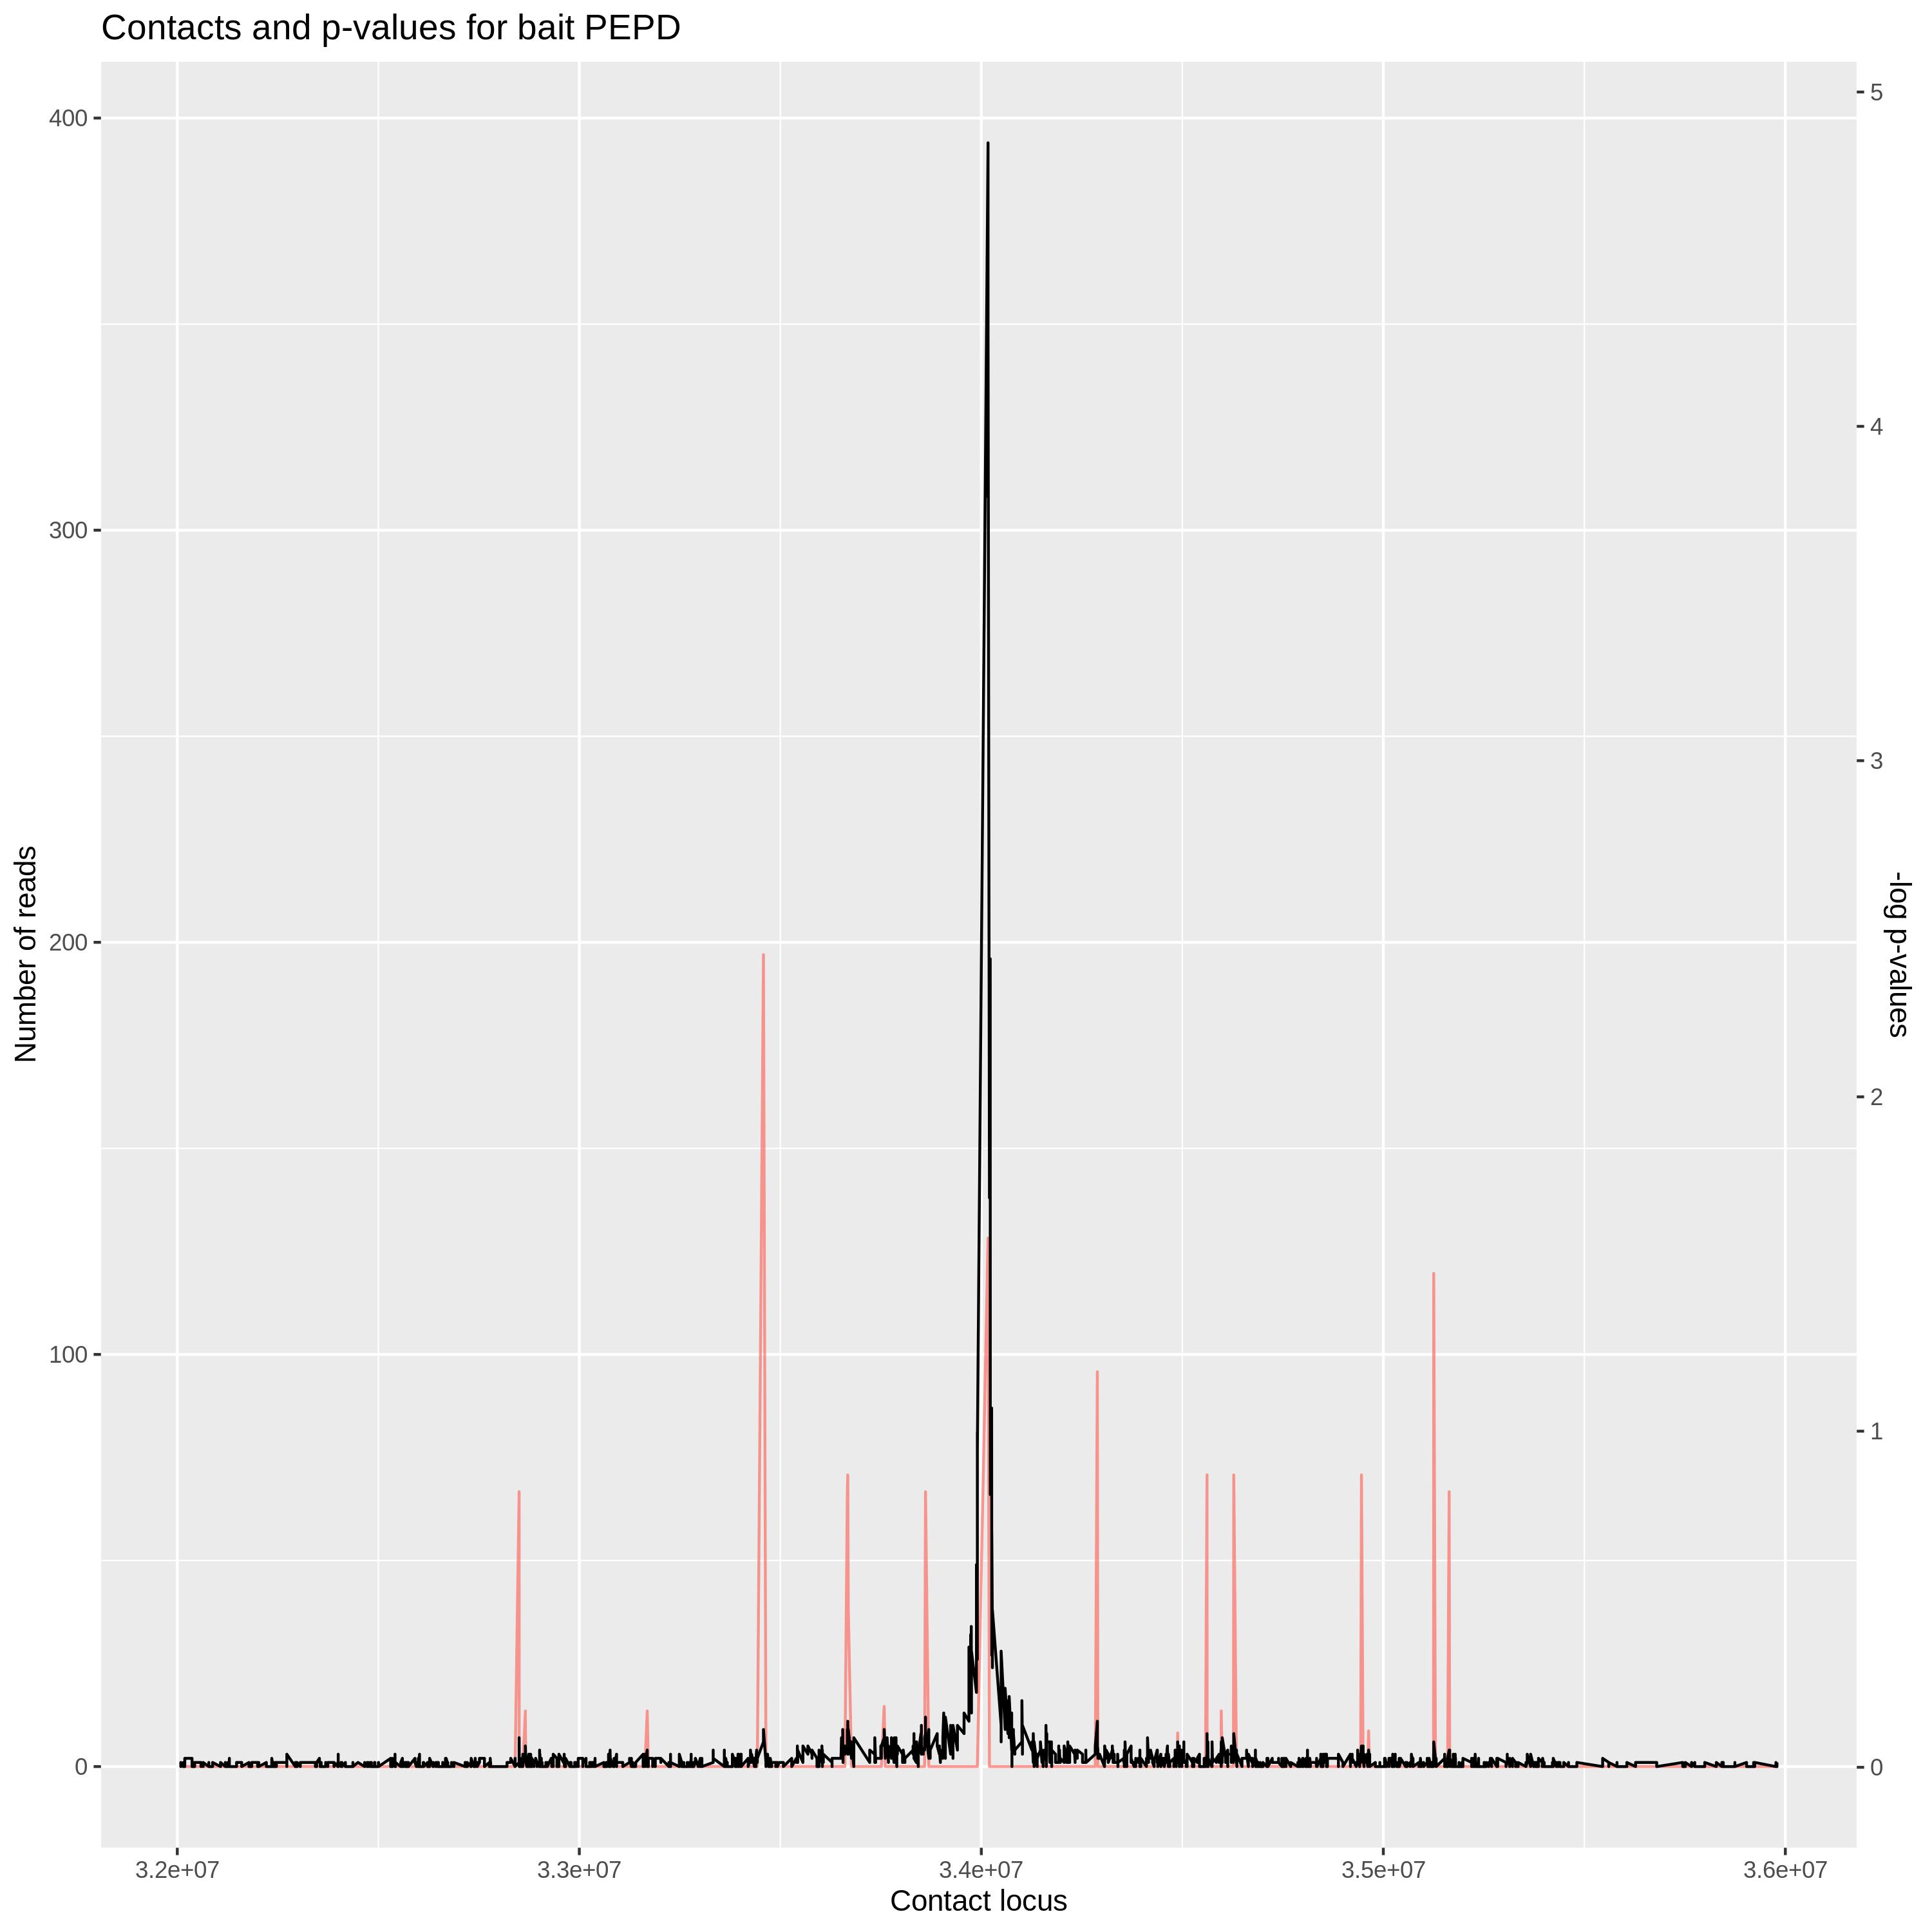 Contacts and p-values for bait PEPD
Number of reads
400
300
200
100
0
5
4
3
2
1
0
-log p-values
3.2e+07
3.3e+07
3.4e+07
3.5e+07
3.6e+07
Contact locus